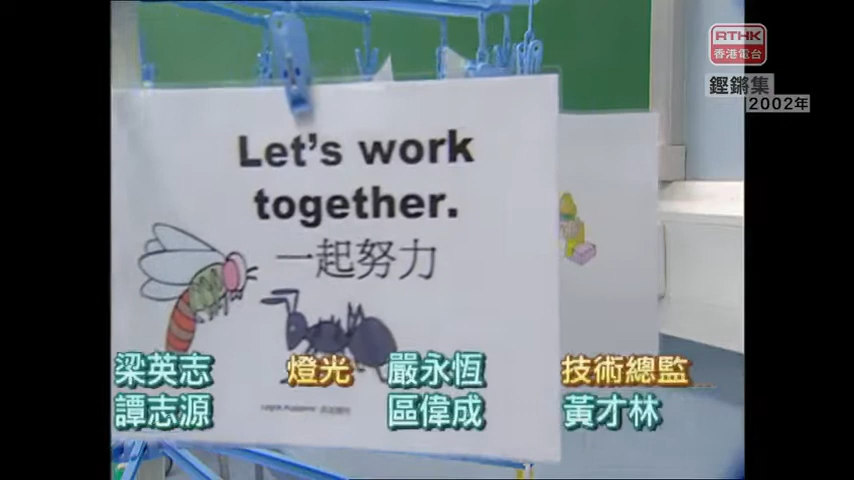 RTHK
香港電台
鏗鏘集
2002年
Let's work
together.
一起努力
梁英志 燈光 嚴永恆 技術總監
譚志源 區偉成 黃才林